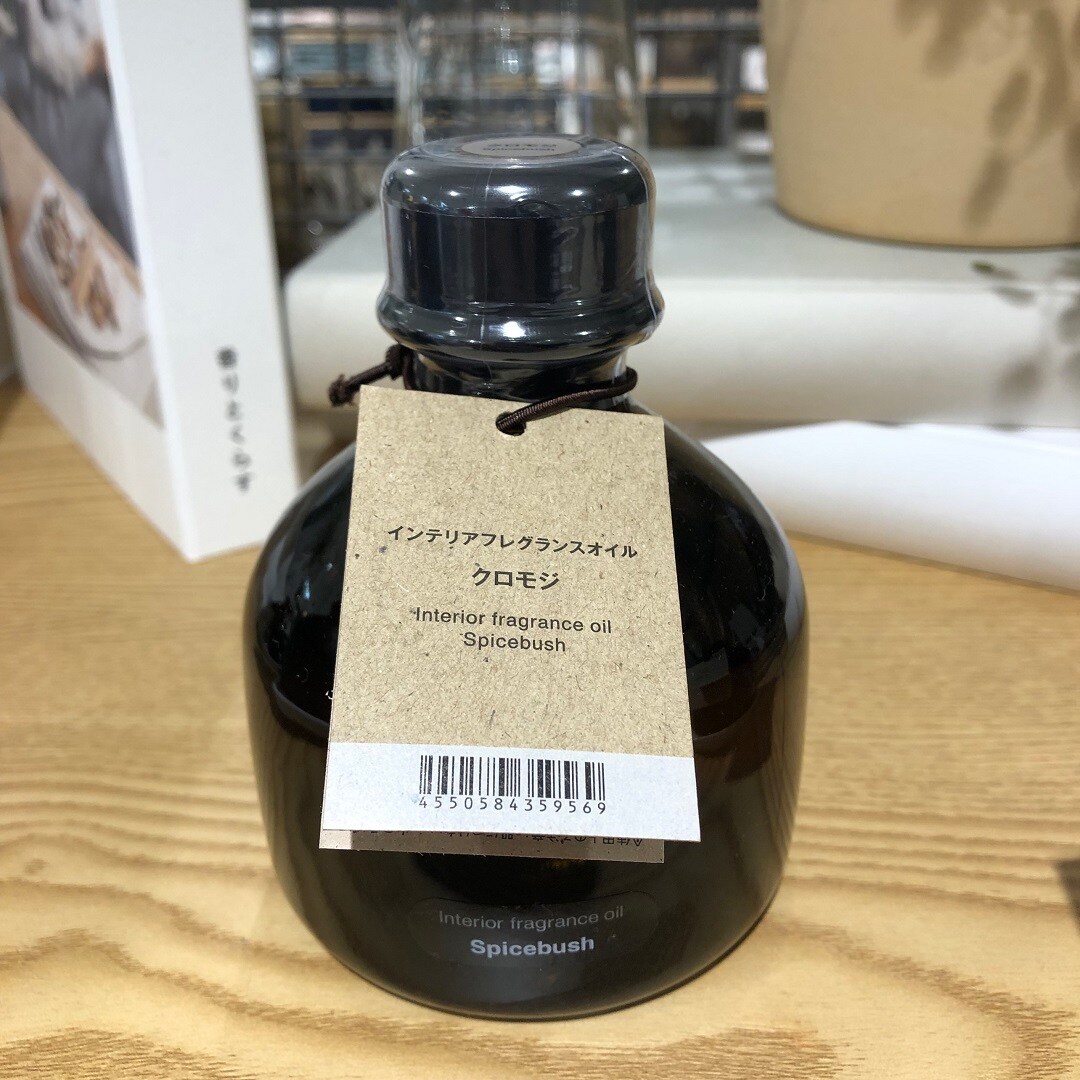 香りとくらす
インテリアフレグランスオイル
クロモジ
Interior fragrance oil
Spicebush
4550584359569
Interior fragrance oil
Spicebush